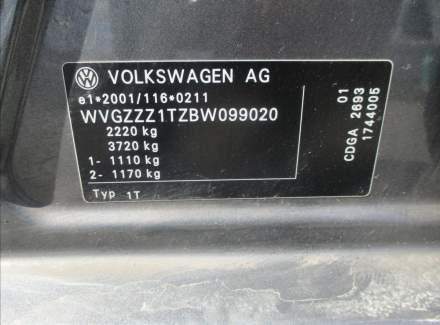 VOLKSWAGEN AG
e1*2001/116*0211
WVGZZZ1TZBW099020
2220 kg
3720 kg
1- 1110 kg
2- 1170 kg
Typ 1T
01
CDGA 2693
1744005